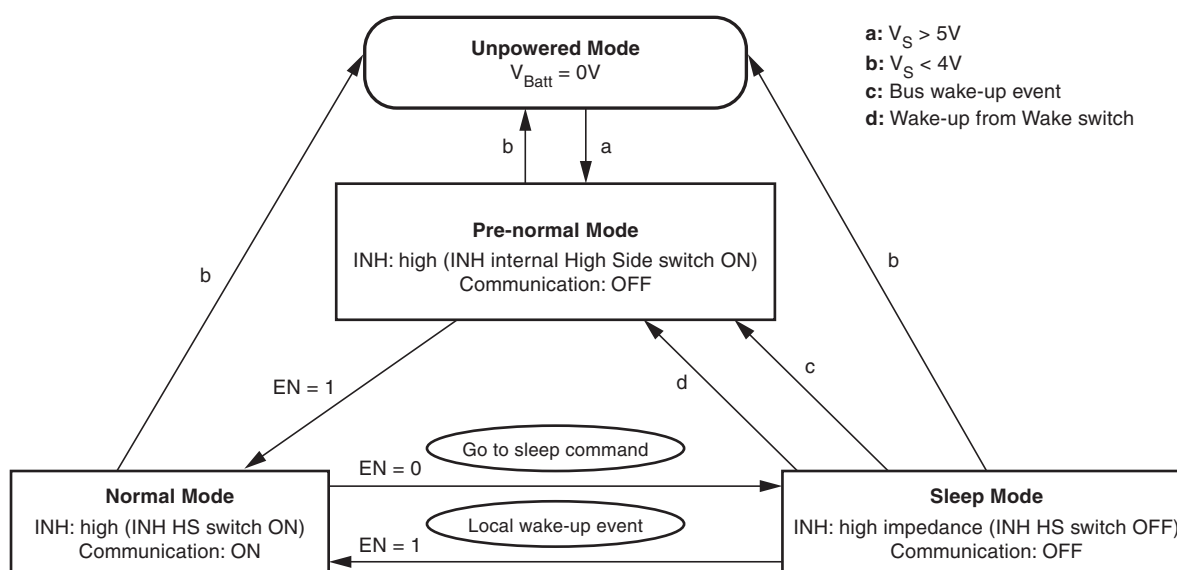 Unpowered Mode
V_Batt = 0V
a: V_S > 5V
b: V_S < 4V
c: Bus wake-up event
d: Wake-up from Wake switch
b
a
Pre-normal Mode
INH: high (INH internal High Side switch ON)
Communication: OFF
b
b
EN = 1
d
c
Go to sleep command
EN = 0
Normal Mode
INH: high (INH HS switch ON)
Communication: ON
Local wake-up event
EN = 1
Sleep Mode
INH: high impedance (INH HS switch OFF)
Communication: OFF